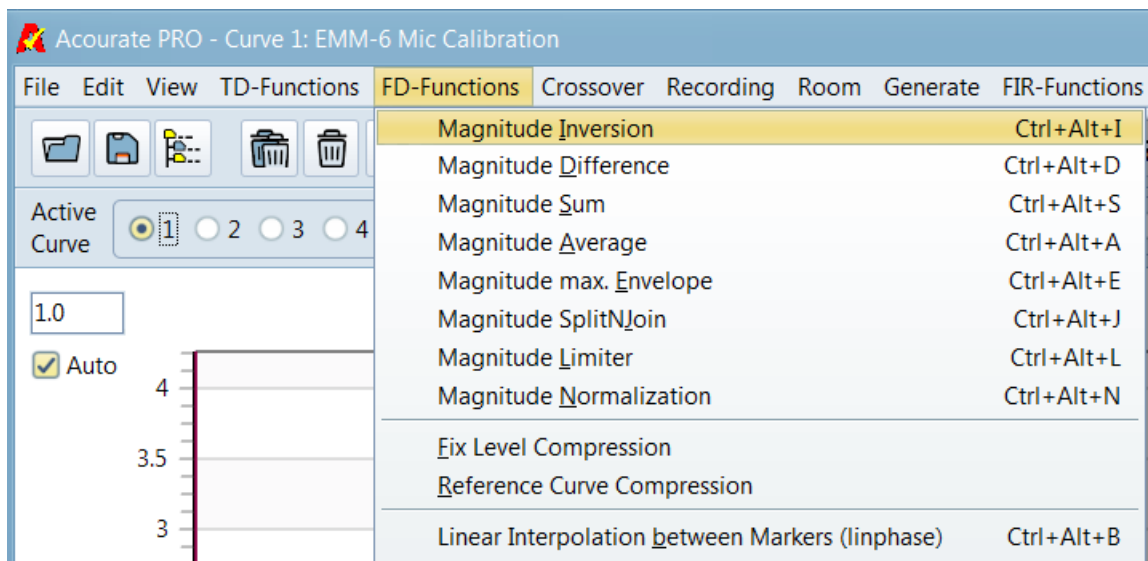 Acourate PRO - Curve 1: EMM-6 Mic Calibration
File Edit View TD-Functions FD-Functions Crossover Recording Room Generate FIR-Functions
Magnitude Inversion Ctrl+Alt+I
Magnitude Difference Ctrl+Alt+D
Magnitude Sum Ctrl+Alt+S
Magnitude Average Ctrl+Alt+A
Magnitude max. Envelope Ctrl+Alt+E
Magnitude SplitNJoin Ctrl+Alt+J
Magnitude Limiter Ctrl+Alt+L
Magnitude Normalization Ctrl+Alt+N
Fix Level Compression
Reference Curve Compression
Linear Interpolation between Markers (linphase) Ctrl+Alt+B
Active
Curve
1 2 3 4
1.0
Auto
4
3.5
3